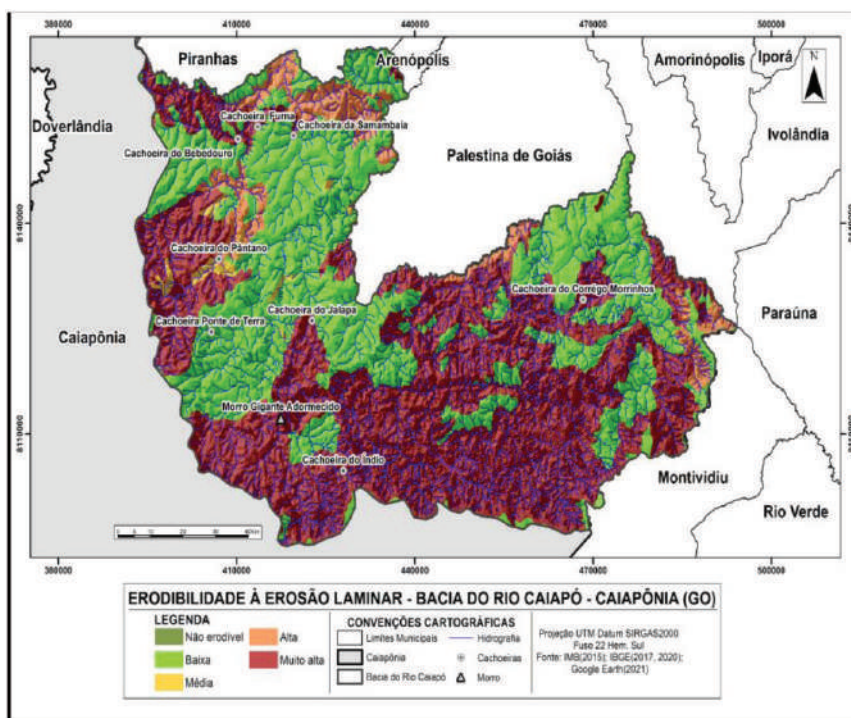 380000 410000 440000 470000 500000
Piranhas
Arenópolis
Amorinópolis
Iporá
N
Doverlândia
Cachoeira Furna
Cachoeira da Samambaia
Cachoeira do Bebedouro
Ivolândia
Palestina de Goiás
Cachoeira do Pântano
Cachoeira do Corrégo Morrinhos
Cachoeira do Jalapa
Cachoeira Ponte de Terra
Paraúna
Caiapônia
Morro Gigante Adormecido
Cachoeira do Índio
Montividiu
Rio Verde
380000 410000 440000 470000 500000
ERODIBILIDADE À EROSÃO LAMINAR - BACIA DO RIO CAIAPÓ - CAIAPÔNIA (GO)
LEGENDA
Não erodível
Alta
Baixa
Muito alta
Média
CONVENÇÕES CARTOGRÁFICAS
Limites Municipais
Hidrografia
Caiapônia
Cachoeiras
Bacia do Rio Caiapó
Morro
Projeção UTM Datum SIRGAS2000
Fuso 22 Hem. Sul
Fonte: IMB(2015); IBGE(2017, 2020);
Google Earth(2021)